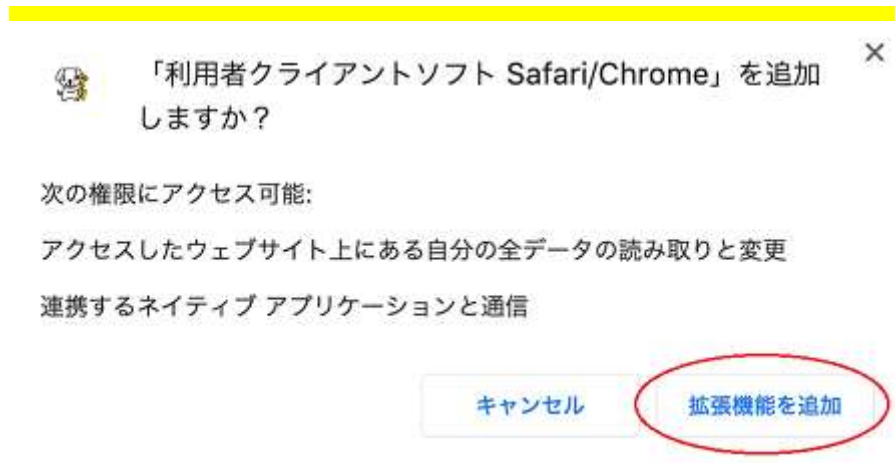 「利用者クライアントソフト Safari/Chrome」を追加
しますか？
次の権限にアクセス可能:
アクセスしたウェブサイト上にある自分の全データの読み取りと変更
連携するネイティブ アプリケーションと通信
キャンセル
拡張機能を追加